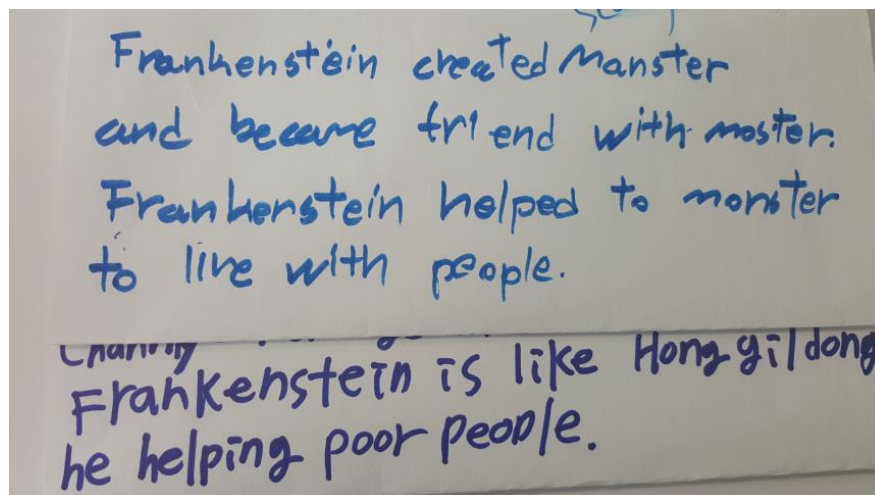 Frankenstein created Manster
and became friend with moster.
Frankenstein helped to monster
to live with people.
Frankenstein is like Hong gildong
he helping poor people.